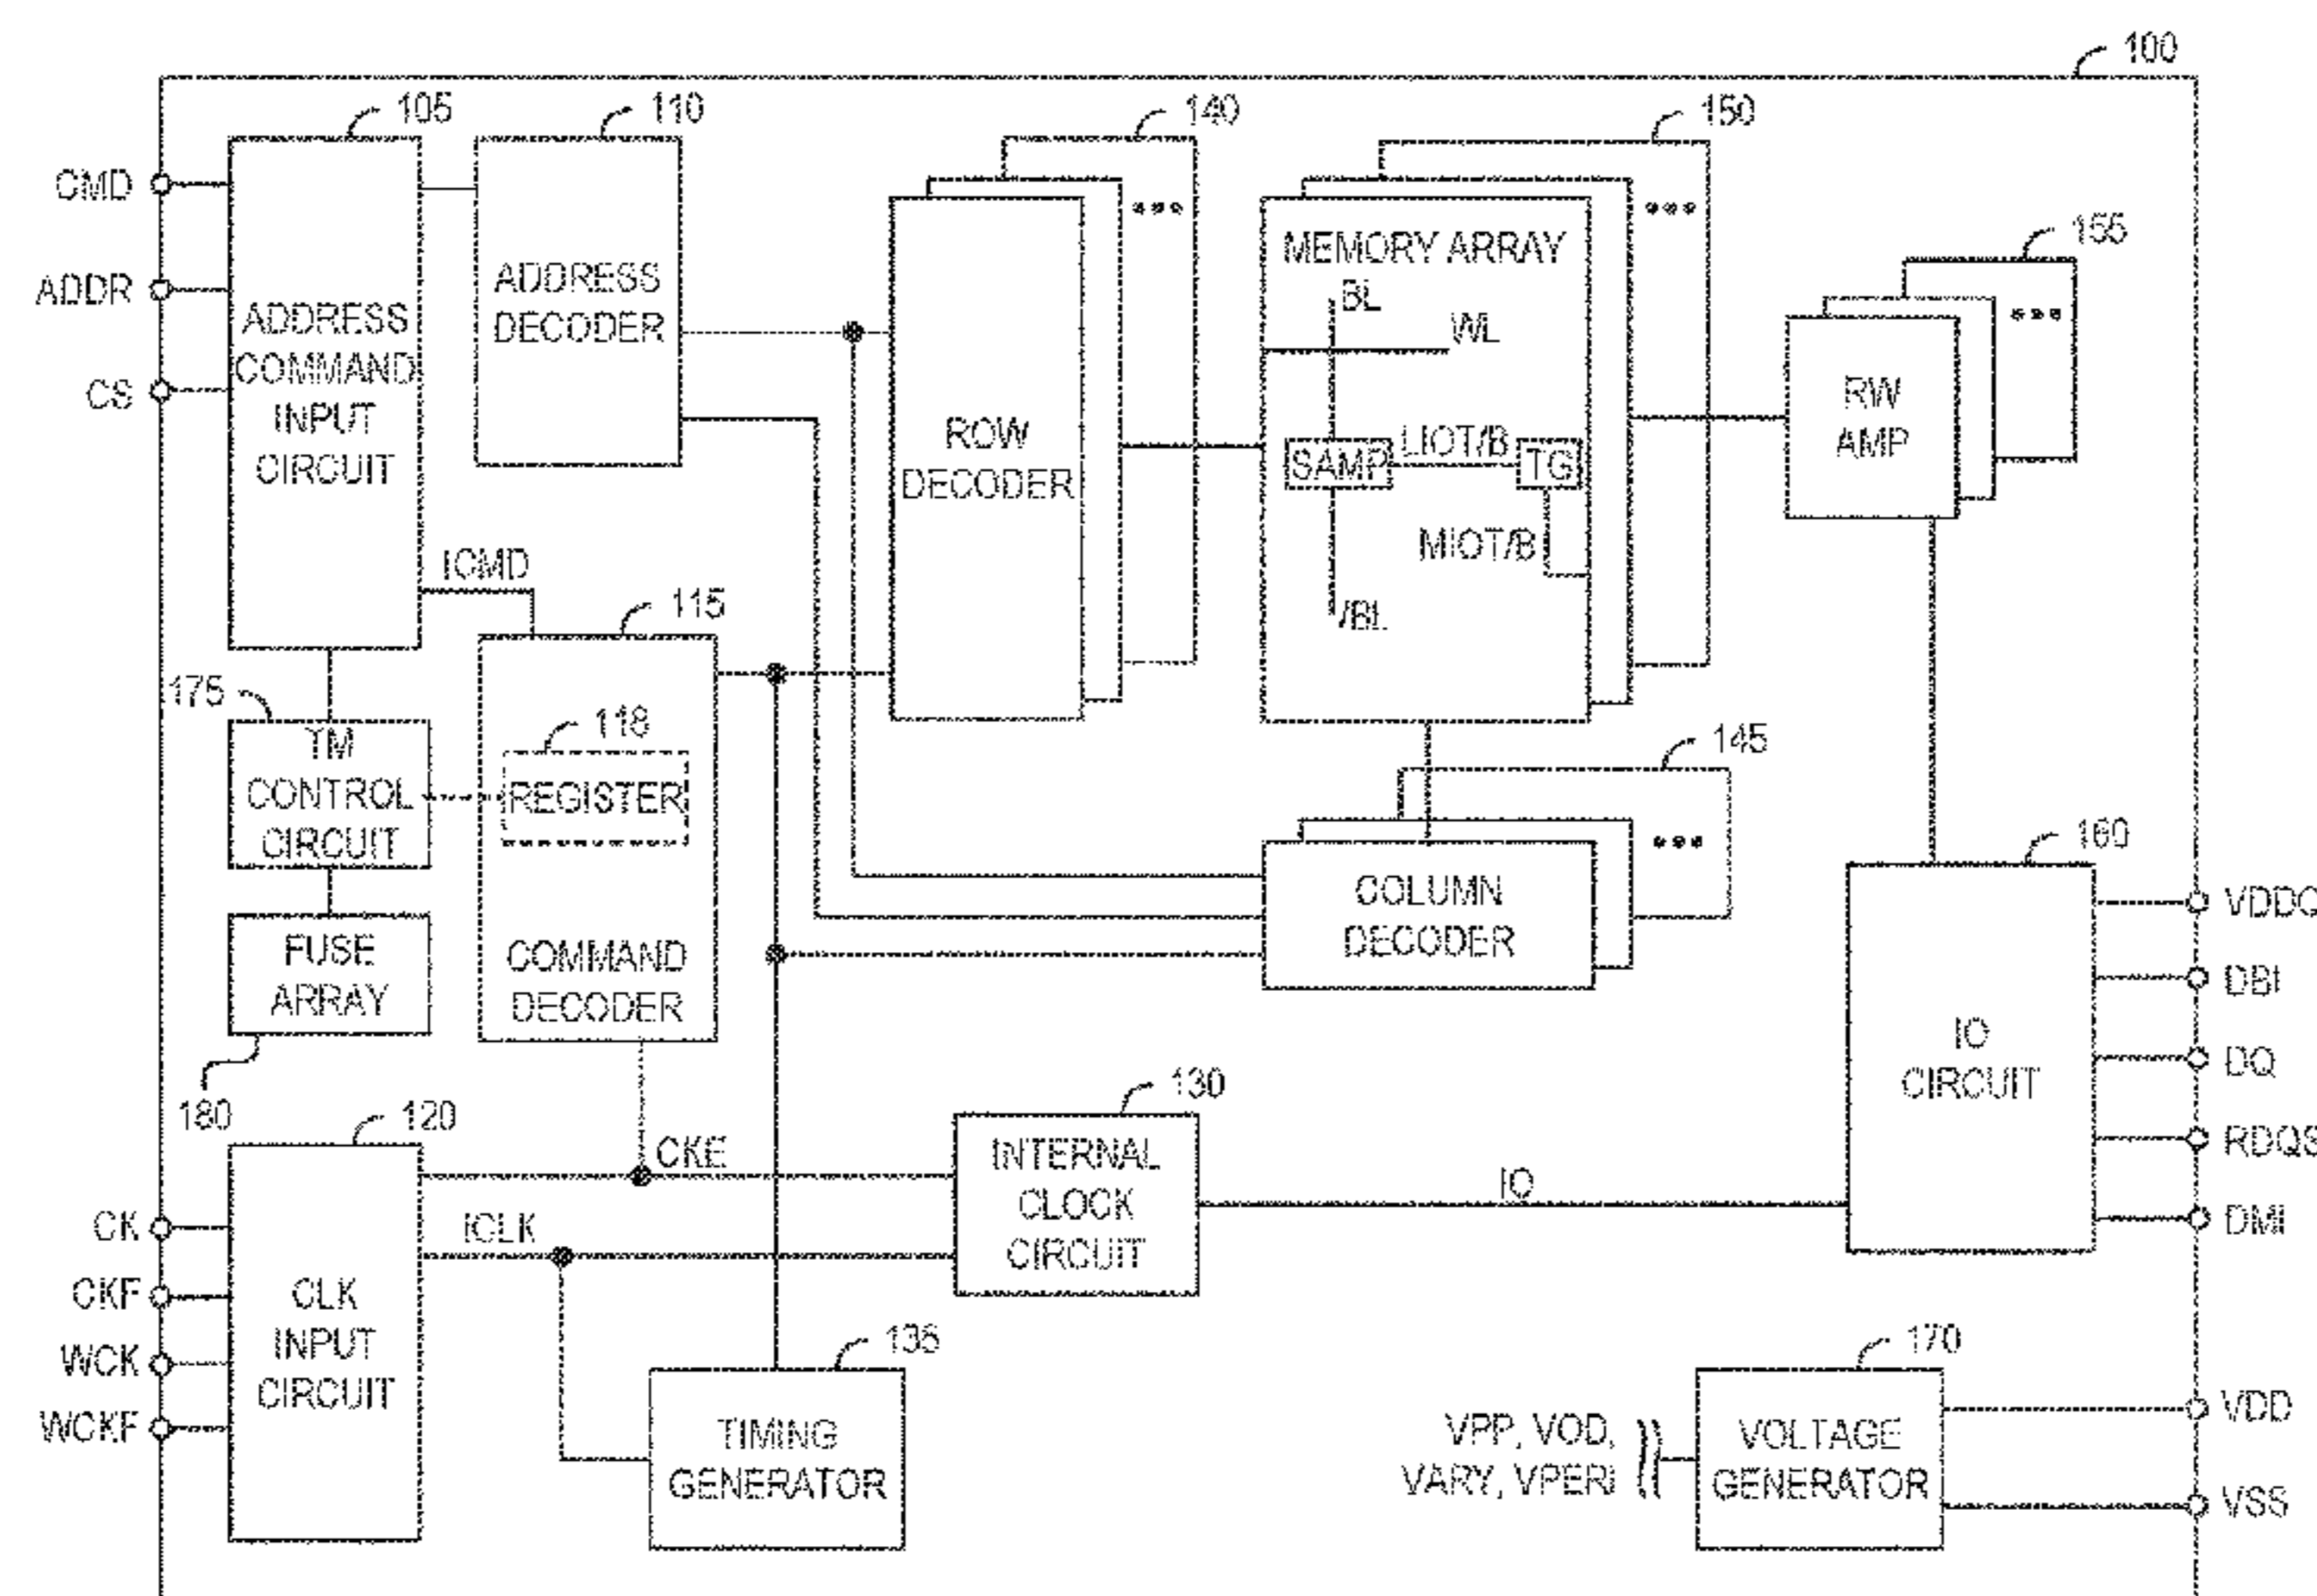 100
105
110
140
150
155
CMD
ADDR
CS
ADDRESS
COMMAND
INPUT
CIRCUIT
ADDRESS
DECODER
ROW
DECODER
•••
MEMORY ARRAY
BL
WL
SAMP
LIOT/B
TG
MIOT/B
/BL
•••
RW
AMP
•••
ICMD
115
175
TM
CONTROL
CIRCUIT
118
REGISTER
COMMAND
DECODER
FUSE
ARRAY
180
145
COLUMN
DECODER
•••
160
IO
CIRCUIT
VDDQ
DBI
DQ
RDQS
DMI
120
CK
CKF
WCK
WCKF
CLK
INPUT
CIRCUIT
CKE
ICLK
130
INTERNAL
CLOCK
CIRCUIT
IO
135
TIMING
GENERATOR
170
VPP, VOD,
VARY, VPERI
VOLTAGE
GENERATOR
VDD
VSS